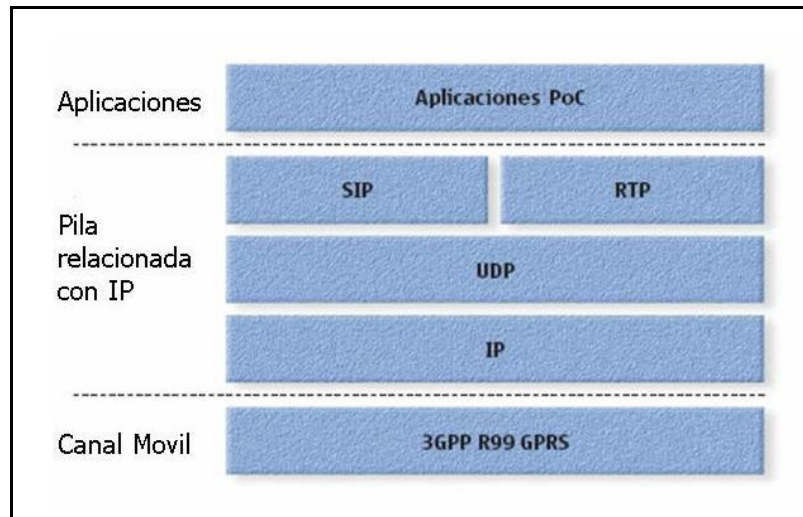 Aplicaciones
Aplicaciones PoC
SIP
RTP
Pila
relacionada
con IP
UDP
IP
Canal Movil
3GPP R99 GPRS